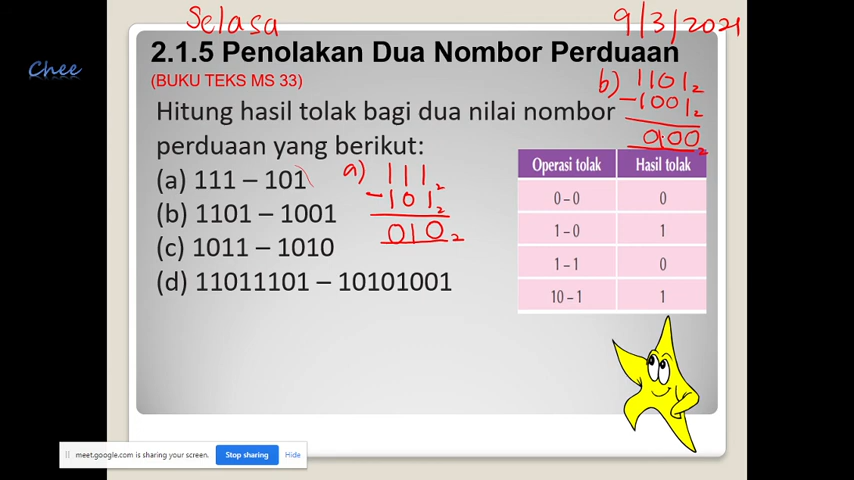 Selasa
9/3/2021
2.1.5 Penolakan Dua Nombor Perduaan
Chee
(BUKU TEKS MS 33)
Hitung hasil tolak bagi dua nilai nombor
perduaan yang berikut:
(a) 111 – 101
(b) 1101 – 1001
(c) 1011 – 1010
(d) 11011101 – 10101001
a) 111₂
-101₂
010₂
b) 1101₂
-1001₂
0100₂
Operasi tolak Hasil tolak
0 – 0 0
1 – 0 1
1 – 1 0
10 – 1 1
meet.google.com is sharing your screen. Stop sharing Hide